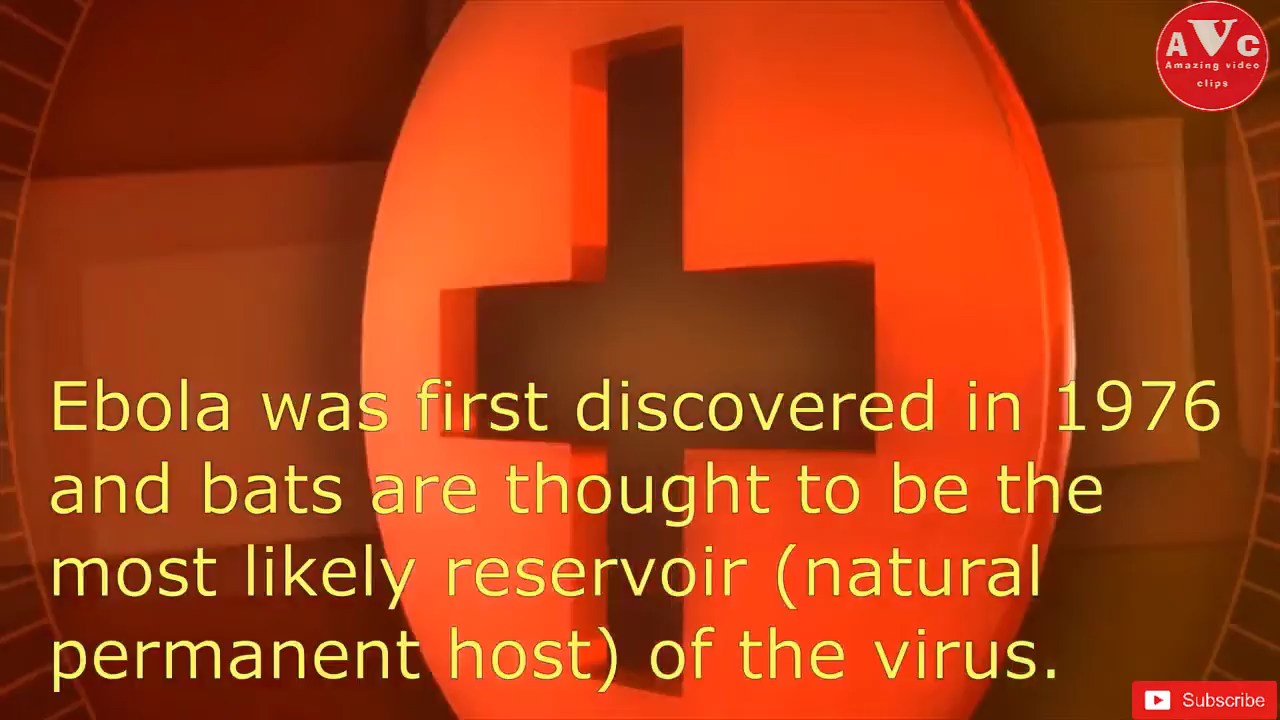 AVC
Amazing video
clips
Ebola was first discovered in 1976
and bats are thought to be the
most likely reservoir (natural
permanent host) of the virus.
Subscribe